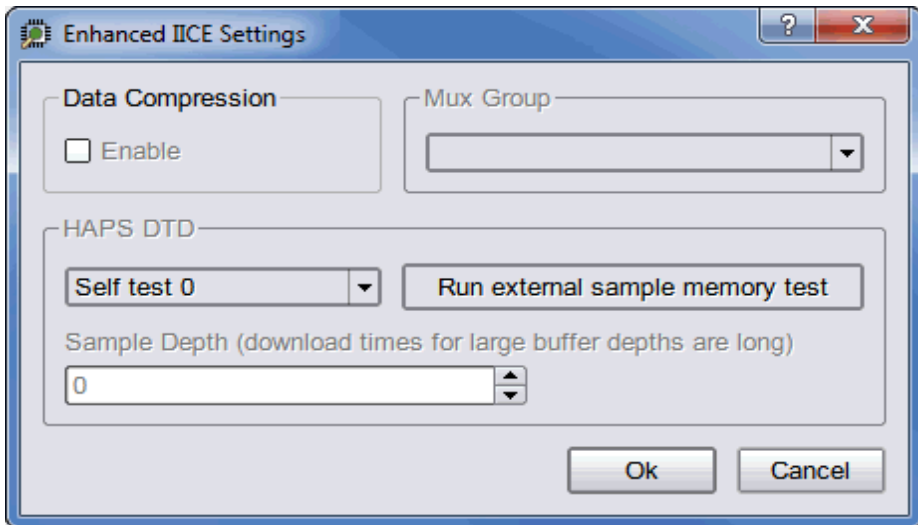 Enhanced IICE Settings
Data Compression
Enable
Mux Group
HAPS DTD
Self test 0
Run external sample memory test
Sample Depth (download times for large buffer depths are long)
0
Ok
Cancel